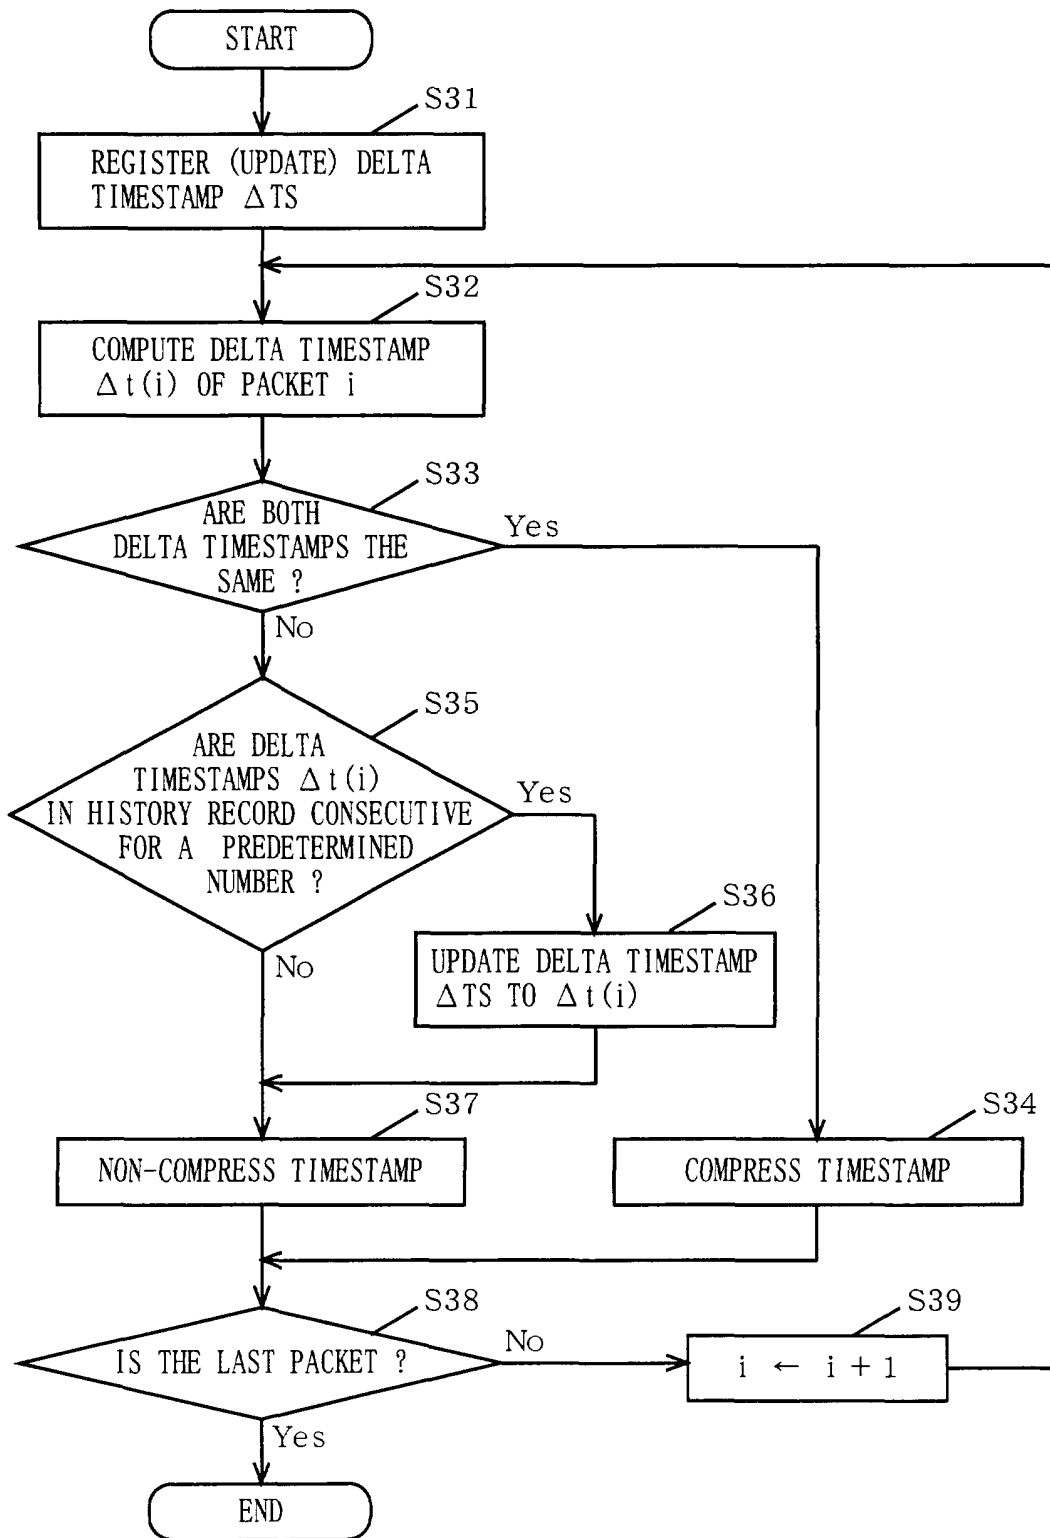 START
S31
REGISTER (UPDATE) DELTA
TIMESTAMP ΔTS
S32
COMPUTE DELTA TIMESTAMP
Δt(i) OF PACKET i
S33
ARE BOTH
DELTA TIMESTAMPS THE
SAME ?
Yes
No
S35
ARE DELTA
TIMESTAMPS Δt(i)
IN HISTORY RECORD CONSECUTIVE
FOR A PREDETERMINED
NUMBER ?
Yes
S36
UPDATE DELTA TIMESTAMP
ΔTS TO Δt(i)
No
S37
NON-COMPRESS TIMESTAMP
S34
COMPRESS TIMESTAMP
S38
IS THE LAST PACKET ?
No
S39
i ← i + 1
Yes
END